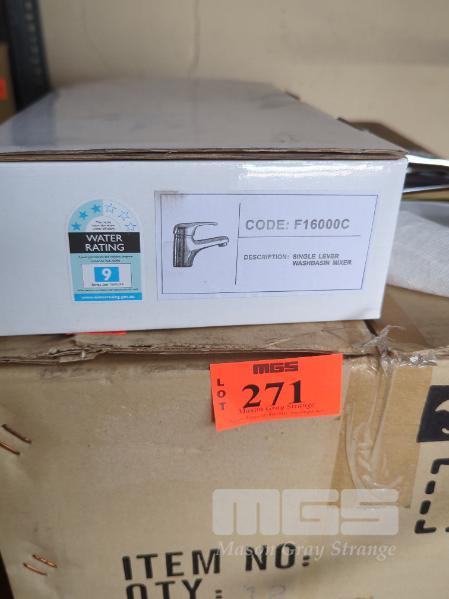 WATER
RATING
9
CODE: F16000C
DESCRIPTION: SINGLE LEVER
WASHBASIN MIXER
MGS
LOT
271
Mason Gray Strange
MGS
Mason Gray Strange
ITEM NO:
QTY: 12